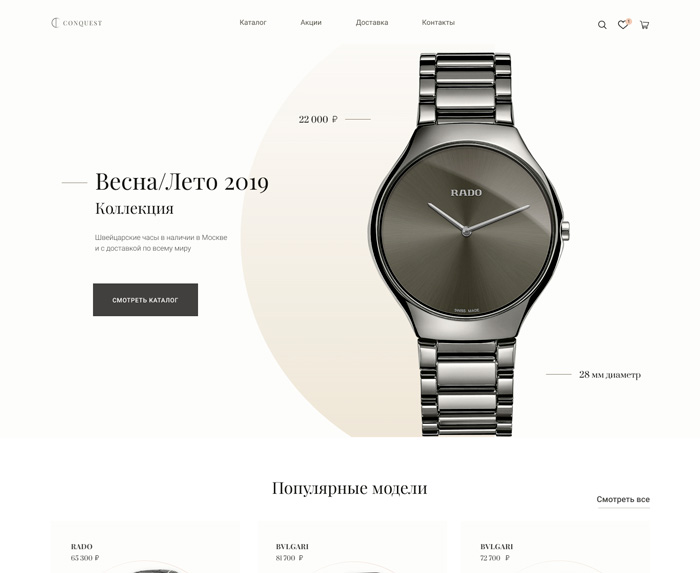 CONQUEST
Каталог
Акции
Доставка
Контакты
22 000 ₽
RADO
SWISS MADE
Весна/Лето 2019
Коллекция
Швейцарские часы в наличии в Москве
и с доставкой по всему миру
СМОТРЕТЬ КАТАЛОГ
28 мм диаметр
Популярные модели
Смотреть все
RADO
65 300 ₽
BVLGARI
81 700 ₽
BVLGARI
72 700 ₽